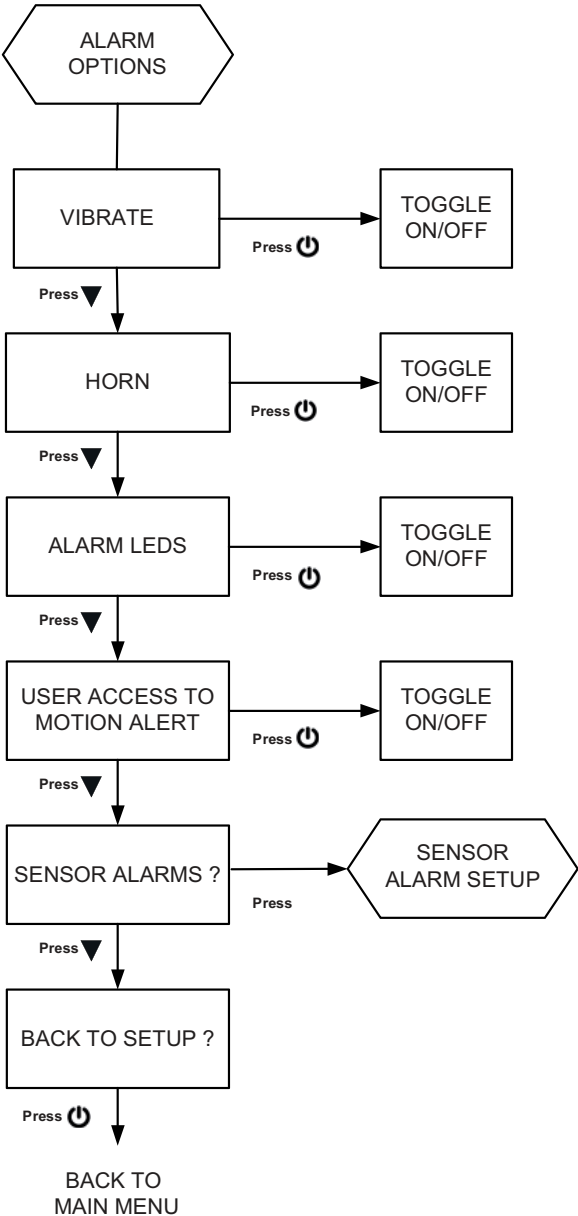 ALARM
OPTIONS
VIBRATE
Press
TOGGLE
ON/OFF
Press
HORN
Press
TOGGLE
ON/OFF
Press
ALARM LEDS
Press
TOGGLE
ON/OFF
Press
USER ACCESS TO
MOTION ALERT
Press
TOGGLE
ON/OFF
Press
SENSOR ALARMS ?
Press
SENSOR
ALARM SETUP
Press
BACK TO SETUP ?
Press
BACK TO
MAIN MENU